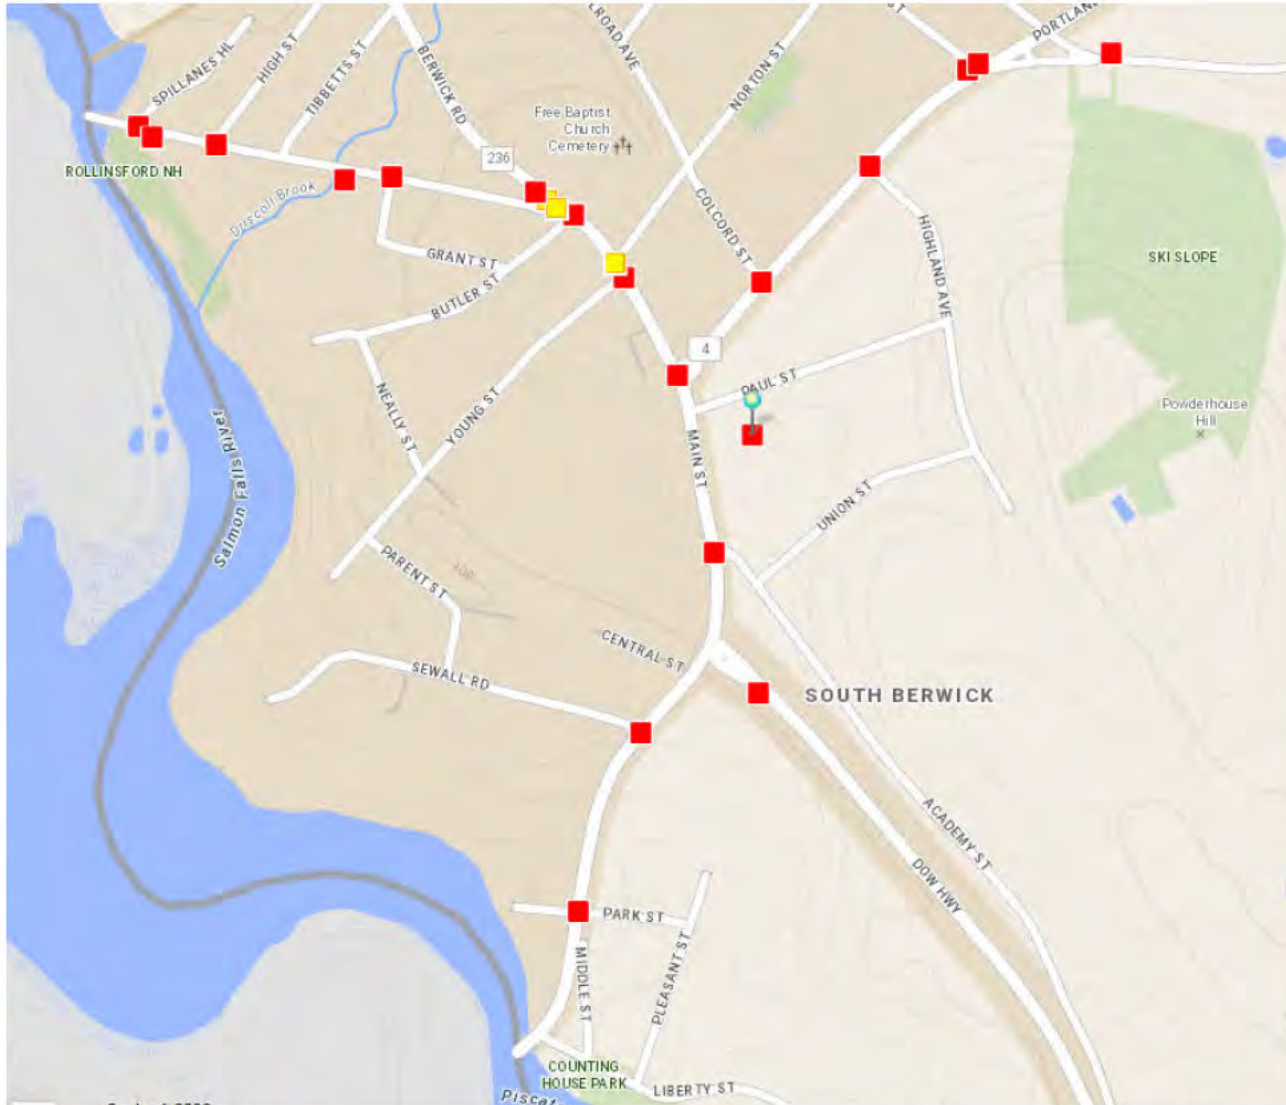 PORTLAN
ROAD AVE
ST
SPILLANES HL
HIGH ST
TIBBETTS ST
BERWICK RD
NORTON ST
Free Baptist
Church
Cemetery
236
ROLLINSFORD NH
Driscoll Brook
COLCORD ST
HIGHLAND AVE
SKI SLOPE
GRANT ST
BUTLER ST
4
PAUL ST
NEALLY ST
YOUNG ST
MAIN ST
Powderhouse
Hill
Salmon Falls River
UNION ST
PARENT ST
100
CENTRAL ST
SEWALL RD
SOUTH BERWICK
ACADEMY ST
DOW HWY
PARK ST
MIDDLE ST
PLEASANT ST
COUNTING
HOUSE PARK
LIBERTY ST
Piscat